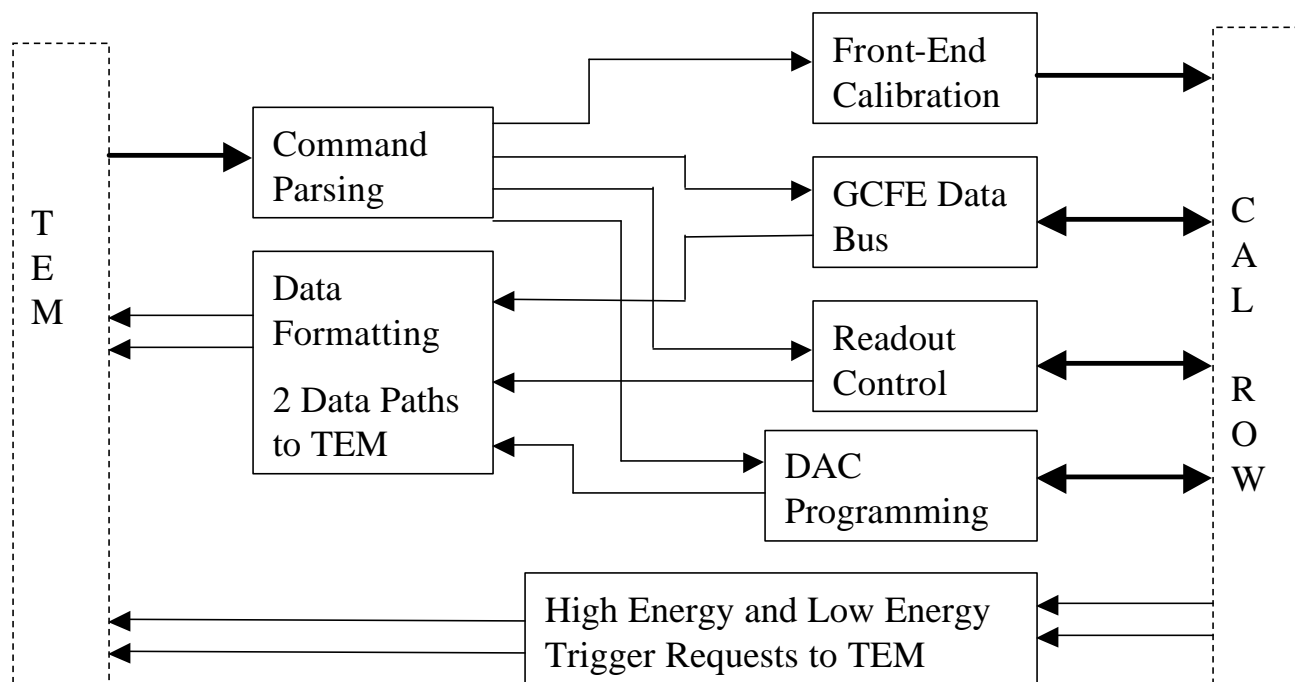 T
E
M
Command
Parsing
Data
Formatting
2 Data Paths
to TEM
Front-End
Calibration
GCFE Data
Bus
Readout
Control
DAC
Programming
High Energy and Low Energy
Trigger Requests to TEM
C
A
L
R
O
W